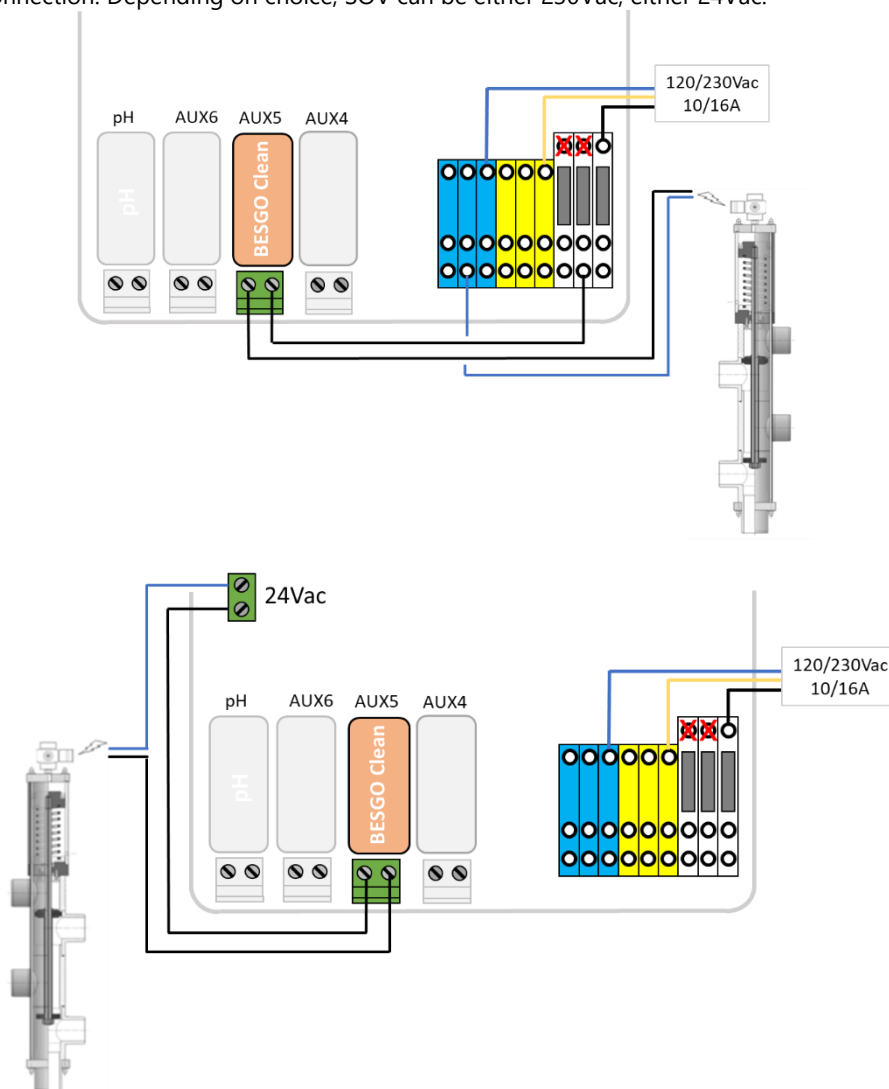 Depending on choice, SOV can be either 230Vac, either 24Vac.
120/230Vac
10/16A
pH AUX6 AUX5 AUX4
pH
BESGO Clean
24Vac
120/230Vac
10/16A
pH AUX6 AUX5 AUX4
pH
BESGO Clean